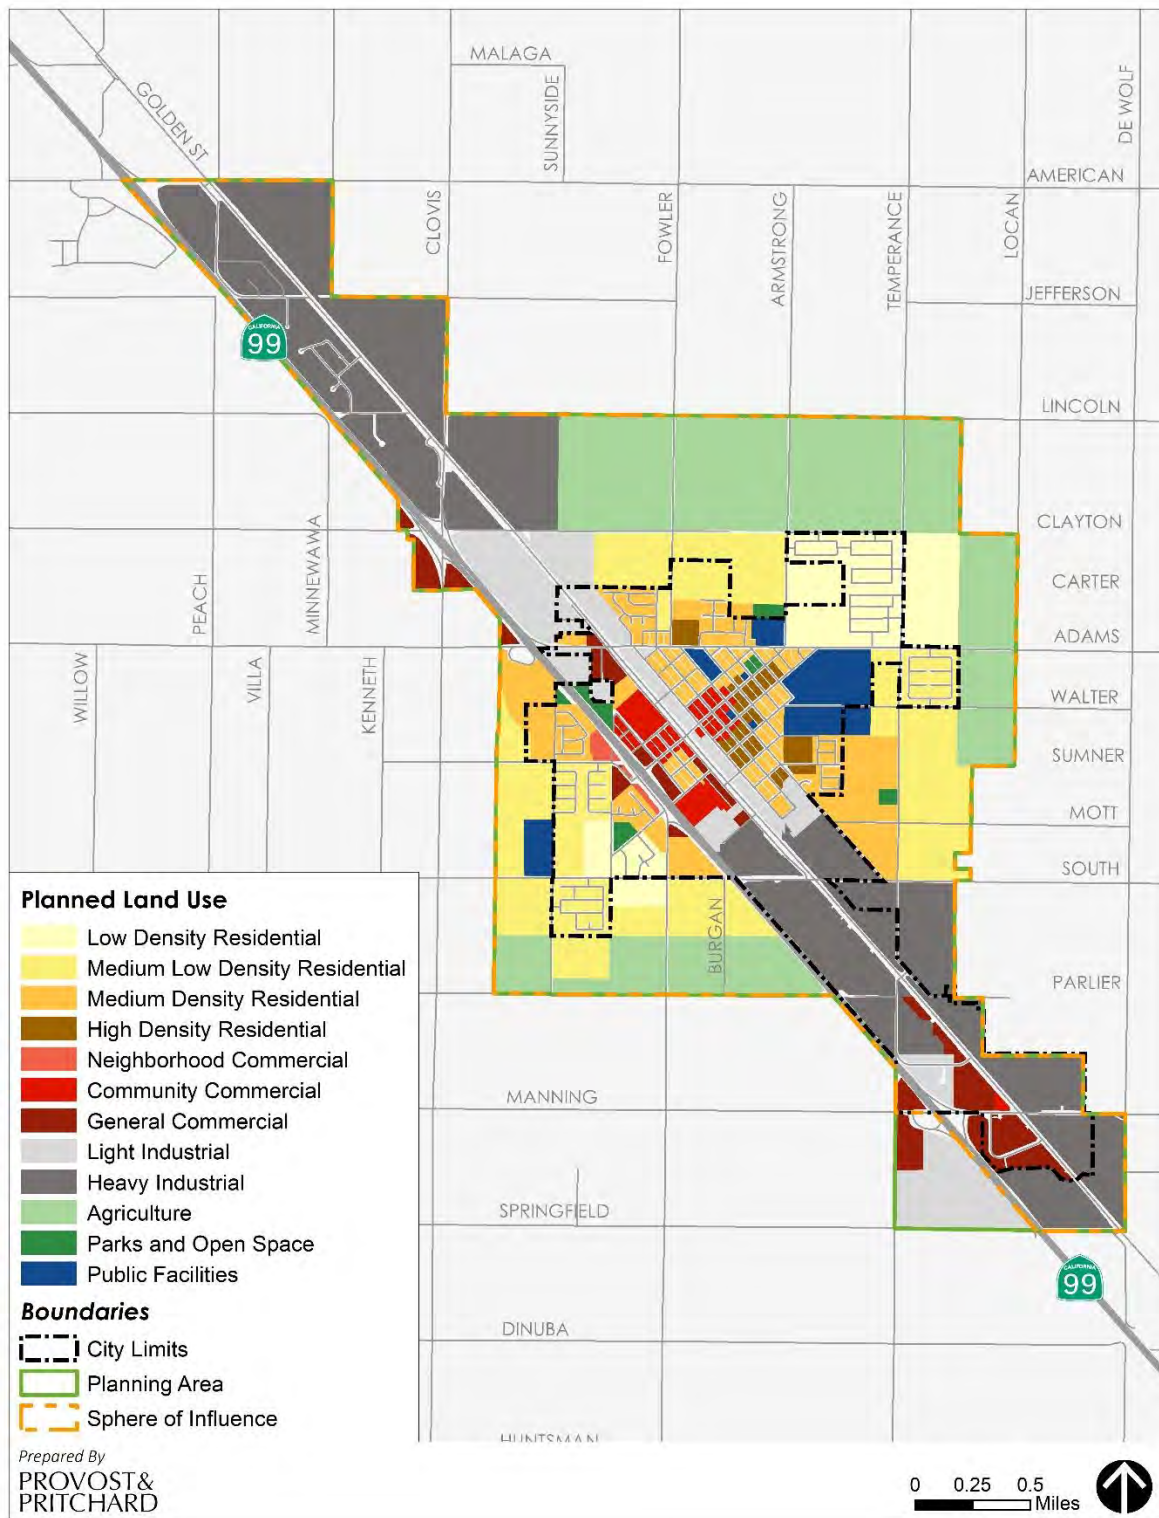 MALAGA
GOLDEN ST
SUNNYSIDE
DE WOLF
AMERICAN
CLOVIS
FOWLER
ARMSTRONG
TEMPERANCE
LOCAN
JEFFERSON
CALIFORNIA
99
LINCOLN
CLAYTON
PEACH
MINNEWAWA
CARTER
ADAMS
WILLOW
VILLA
KENNETH
WALTER
SUMNER
MOTT
SOUTH
BURGAN
PARLIER
MANNING
SPRINGFIELD
CALIFORNIA
99
DINUBA
HUNTSMAN
Planned Land Use
Low Density Residential
Medium Low Density Residential
Medium Density Residential
High Density Residential
Neighborhood Commercial
Community Commercial
General Commercial
Light Industrial
Heavy Industrial
Agriculture
Parks and Open Space
Public Facilities
Boundaries
City Limits
Planning Area
Sphere of Influence
Prepared By
PROVOST&
PRITCHARD
0 0.25 0.5
Miles